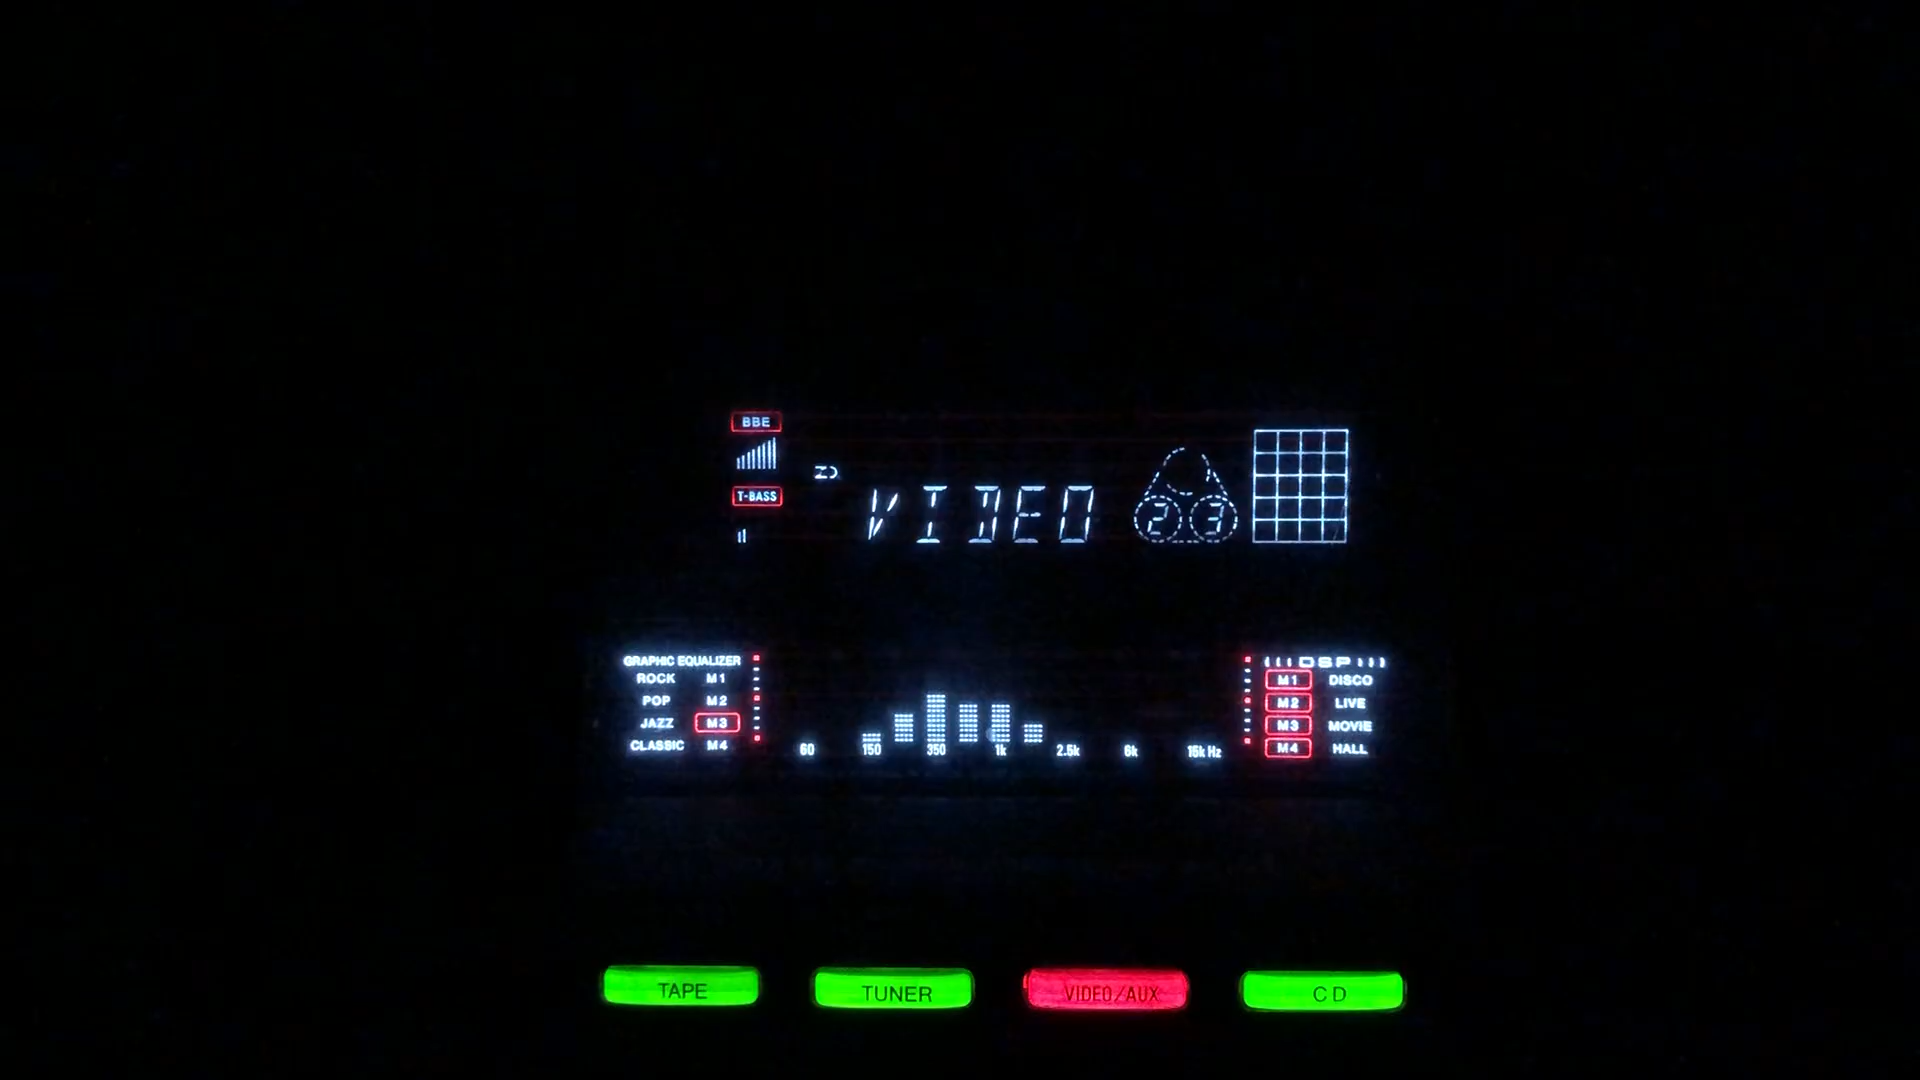 BBE
T-BASS
VIDEO
2 3
GRAPHIC EQUALIZER
ROCK M1
POP M2
JAZZ M3
CLASSIC M4
60 150 350 1k 2.5k 6k 15k Hz
DSP
M1 DISCO
M2 LIVE
M3 MOVIE
M4 HALL
TAPE TUNER VIDEO/AUX CD